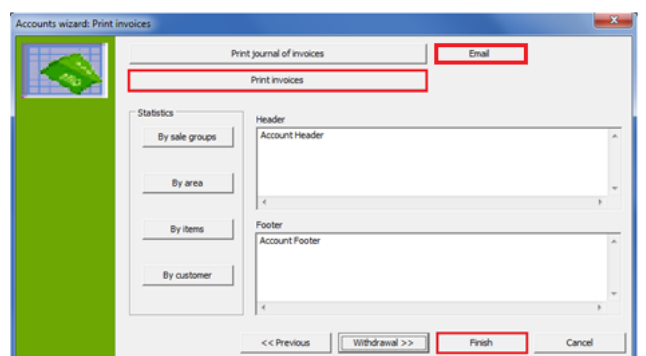 Accounts wizard: Print invoices
Print journal of invoices
Email
Print invoices
Statistics
By sale groups
By area
By items
By customer
Header
Account Header
Footer
Account Footer
<< Previous
Withdrawal >>
Finish
Cancel